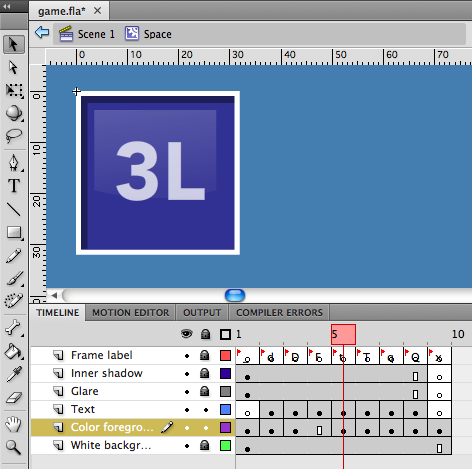 game.fla* ×
Scene 1 Space
0 10 20 30 40 50 60 70
0
10
20
30
3L
T
TIMELINE MOTION EDITOR OUTPUT COMPILER ERRORS
1 5 10
Frame label
Inner shadow
Glare
Text
Color foregro...
White backgr...